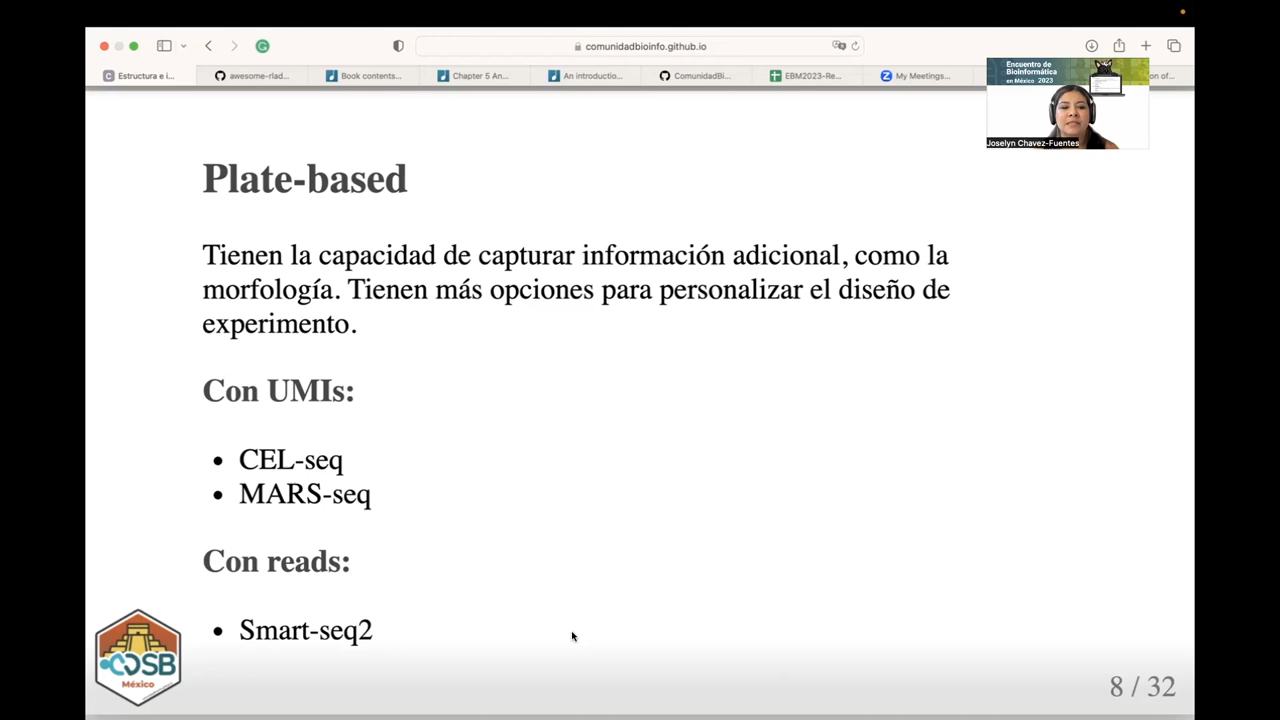 comunidadbioinfo.github.io
Estructura e i...
awesome-rlad...
Book contents...
Chapter 5 An...
An introductio...
ComunidadBi...
EBM2023-Re...
My Meetings...
on of...
Encuentro de
BioInformática
en México 2023
Joselyn Chavez-Fuentes
Plate-based
Tienen la capacidad de capturar información adicional, como la
morfología. Tienen más opciones para personalizar el diseño de
experimento.
Con UMIs:
• CEL-seq
• MARS-seq
Con reads:
• Smart-seq2
CDSB
México
8 / 32